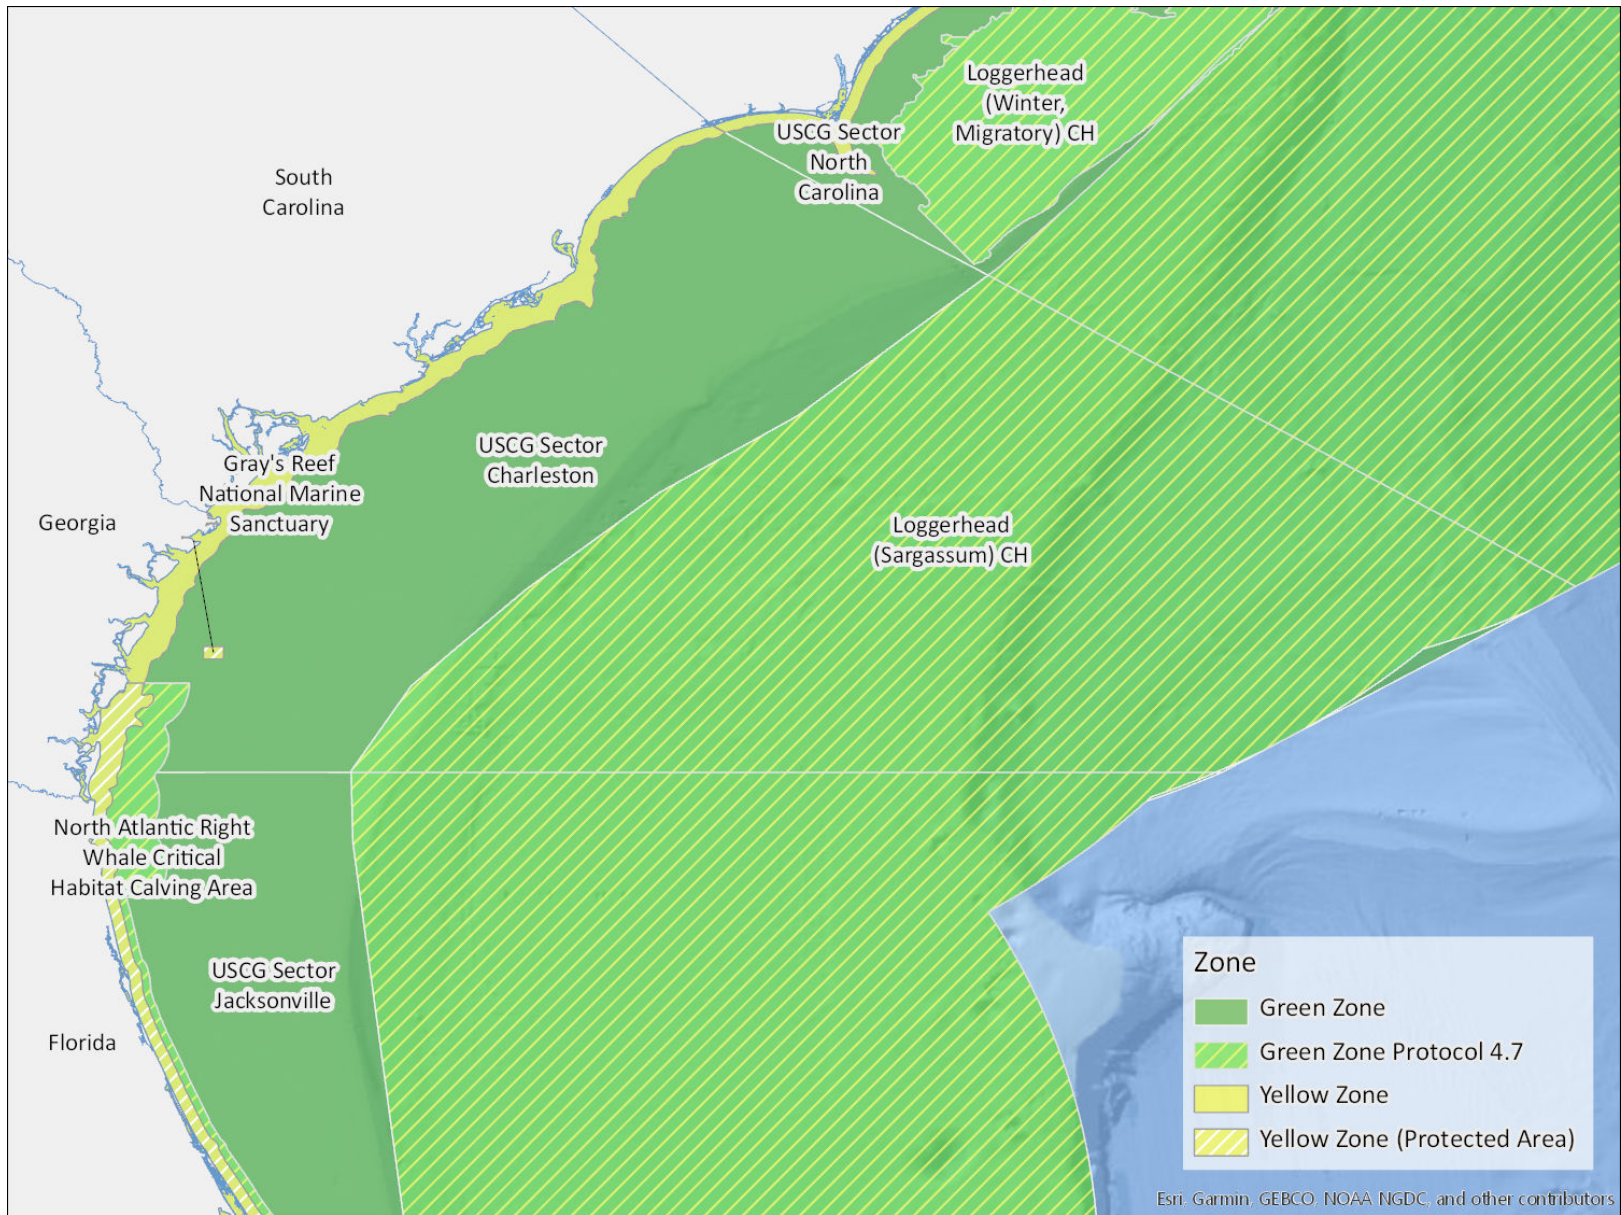 Loggerhead
(Winter,
Migratory) CH
USCG Sector
North
Carolina
South
Carolina
USCG Sector
Charleston
Gray's Reef
National Marine
Sanctuary
Georgia
Loggerhead
(Sargassum) CH
North Atlantic Right
Whale Critical
Habitat Calving Area
USCG Sector
Jacksonville
Florida
Zone
Green Zone
Green Zone Protocol 4.7
Yellow Zone
Yellow Zone (Protected Area)
Esri, Garmin, GEBCO, NOAA NGDC, and other contributors